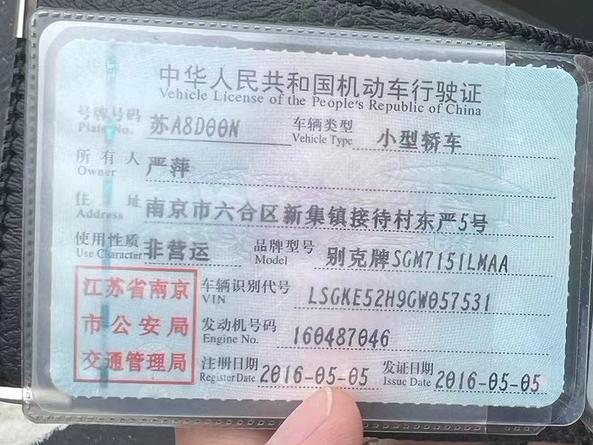 中华人民共和国机动车行驶证
Vehicle License of the People's Republic of China
号牌号码 Plate No. 苏A8D00N 车辆类型 Vehicle Type 小型轿车
所有人 Owner 严萍
住址 Address 南京市六合区新集镇接待村东严5号
使用性质 Use Character 非营运 品牌型号 Model 别克牌SGM7151LMAA
江苏省南京
市公安局
交通管理局
车辆识别代号 VIN LSGKE52H9GW057531
发动机号码 Engine No. 160487046
注册日期 Register Date 2016-05-05 发证日期 Issue Date 2016-05-05